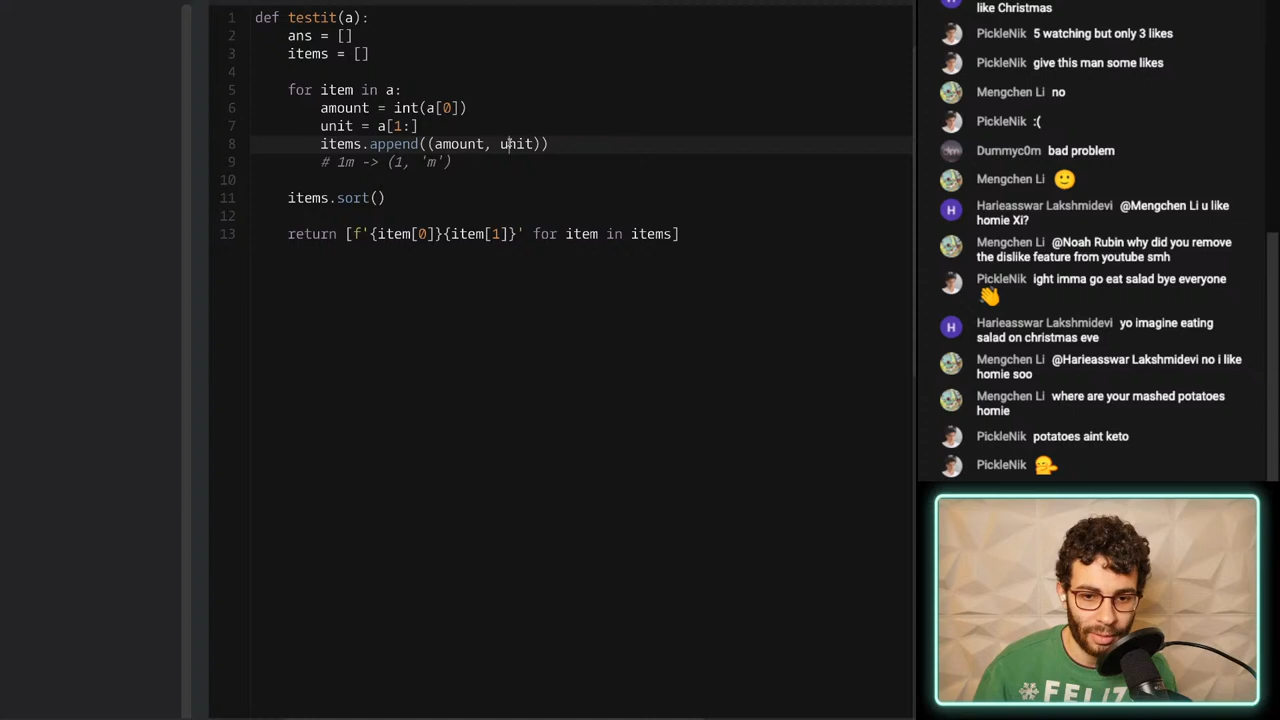 1 def testit(a):
2 ans = []
3 items = []
4
5 for item in a:
6 amount = int(a[0])
7 unit = a[1:]
8 items.append((amount, unit))
9 # 1m -> (1, 'm')
10
11 items.sort()
12
13 return [f'{item[0]}{item[1]}' for item in items]
like Christmas
PickleNik 5 watching but only 3 likes
PickleNik give this man some likes
Mengchen Li no
PickleNik :(
Dummyc0m bad problem
Mengchen Li 🙂
Harieasswar Lakshmidevi @Mengchen Li u like
homie Xi?
Mengchen Li @Noah Rubin why did you remove
the dislike feature from youtube smh
PickleNik ight imma go eat salad bye everyone
👋
Harieasswar Lakshmidevi yo imagine eating
salad on christmas eve
Mengchen Li @Harieasswar Lakshmidevi no i like
homie soo
Mengchen Li where are your mashed potatoes
homie
PickleNik potatoes aint keto
PickleNik
FELIZ